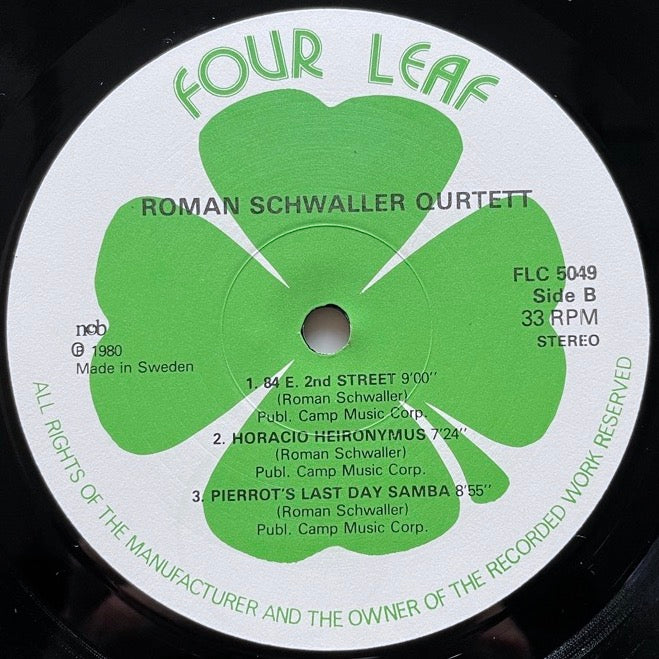 FOUR LEAF
ROMAN SCHWALLER QURTETT
FLC 5049
Side B
33 RPM
STEREO
ncb
Ⓟ 1980
Made in Sweden
1. 84 E. 2nd STREET 9'00''
(Roman Schwaller)
Publ. Camp Music Corp.
2. HORACIO HEIRONYMUS 7'24''
(Roman Schwaller)
Publ. Camp Music Corp.
3. PIERROT'S LAST DAY SAMBA 8'55''
(Roman Schwaller)
Publ. Camp Music Corp.
ALL RIGHTS OF THE MANUFACTURER AND THE OWNER OF THE RECORDED WORK RESERVED